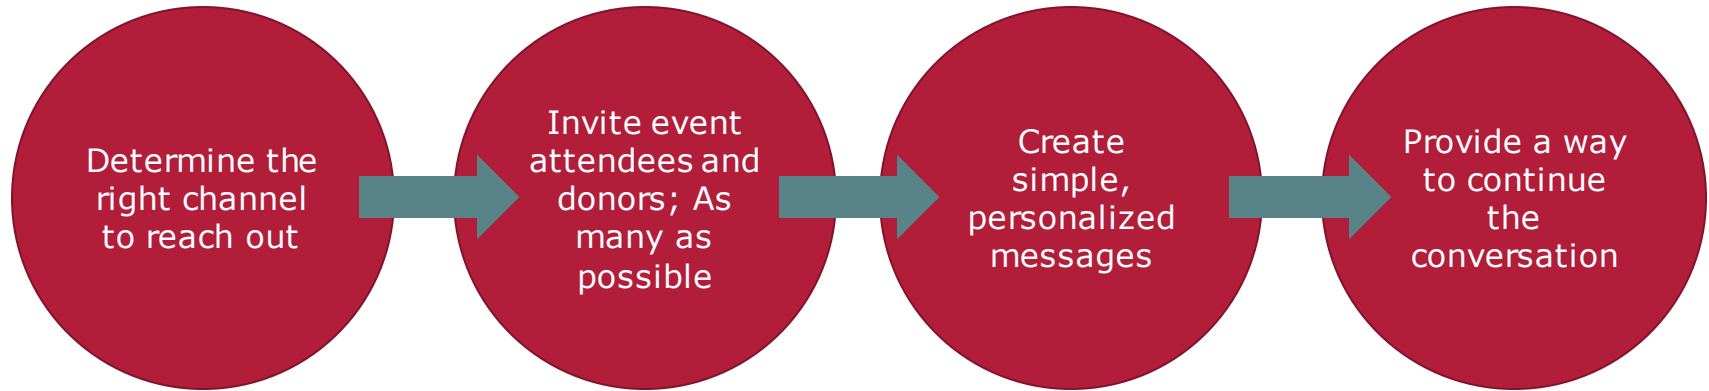 Determine the
right channel
to reach out
Invite event
attendees and
donors; As
many as
possible
Create
simple,
personalized
messages
Provide a way
to continue
the
conversation